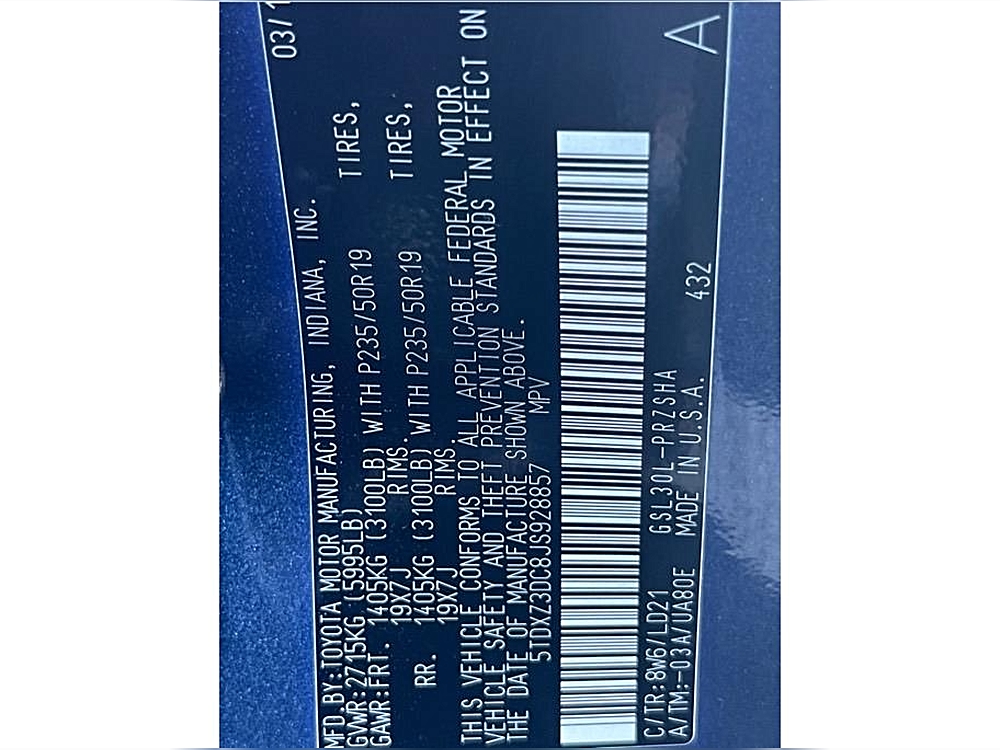 MFD.BY:TOYOTA MOTOR MANUFACTURING, INDIANA, INC. 03/1
GVWR:2715KG (5995LB)
GAWR:FRT. 1405KG (3100LB) WITH P235/50R19 TIRES,
19X7J RIMS.
RR. 1405KG (3100LB) WITH P235/50R19 TIRES,
19X7J RIMS.
THIS VEHICLE CONFORMS TO ALL APPLICABLE FEDERAL MOTOR
VEHICLE SAFETY AND THEFT PREVENTION STANDARDS IN EFFECT ON
THE DATE OF MANUFACTURE SHOWN ABOVE.
5TDXZ3DC8JS928857 MPV
C/TR:8W6/LD21 GSL30L-PRZSHA
A/TM:-03A/UA80E MADE IN U.S.A. 432 A